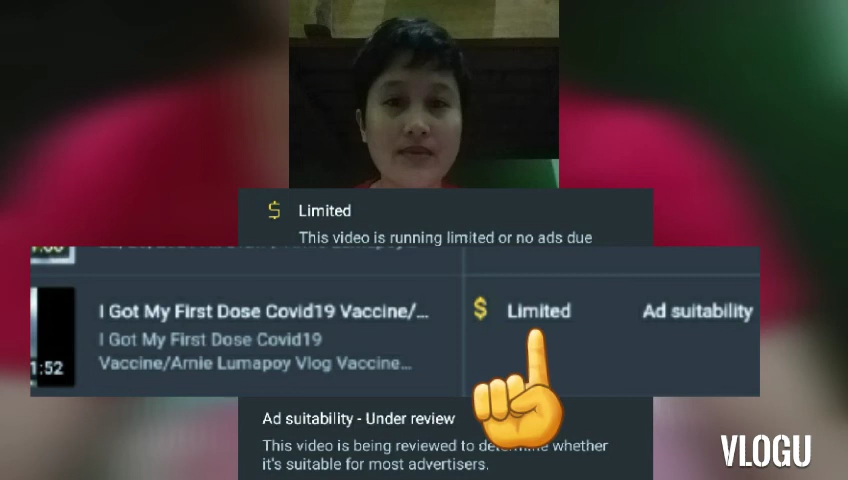 Limited
This video is running limited or no ads due
I Got My First Dose Covid19 Vaccine/...
I Got My First Dose Covid19
Vaccine/Arnie Lumapoy Vlog Vaccine...
1:52
Limited
Ad suitability
Ad suitability - Under review
This video is being reviewed to determine whether
it's suitable for most advertisers.
VLOGU